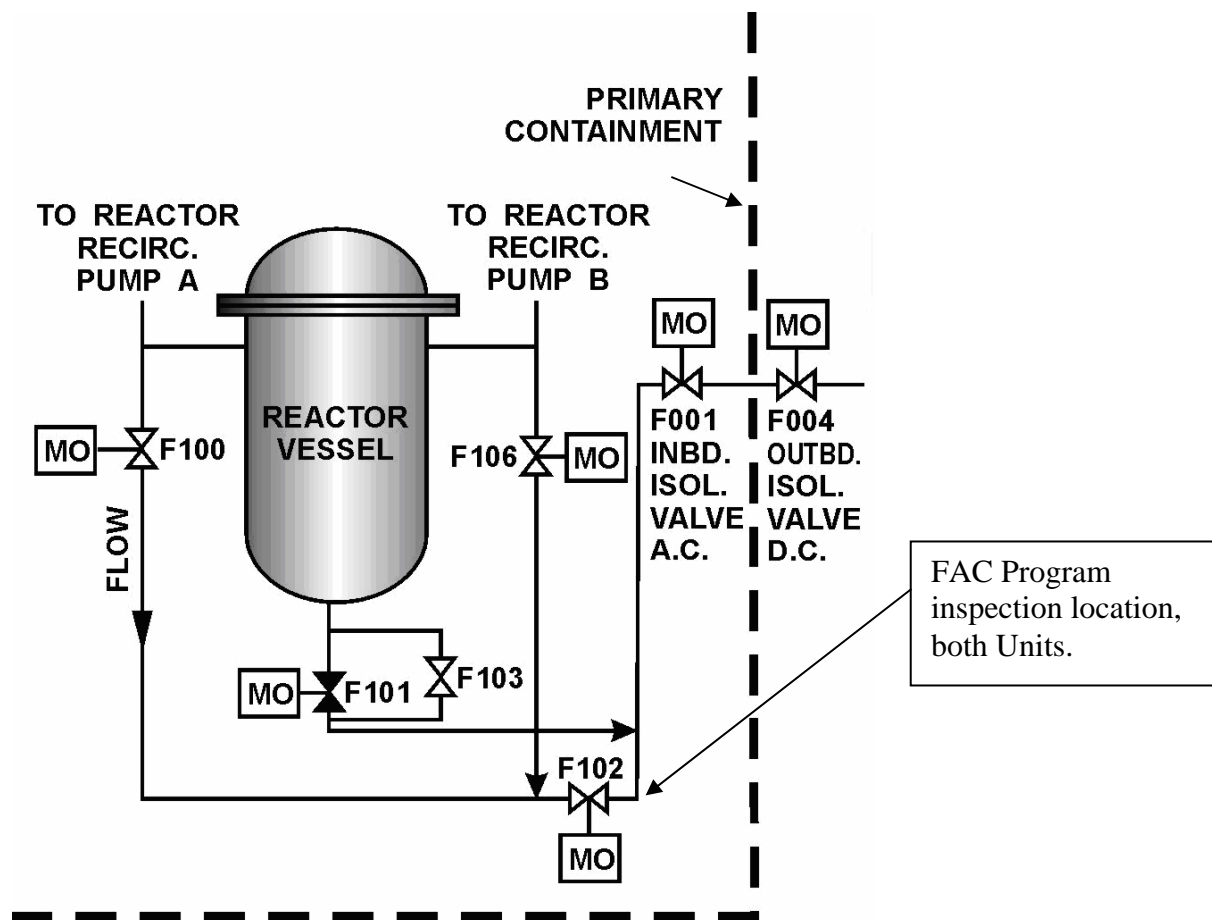 PRIMARY
CONTAINMENT
TO REACTOR
RECIRC.
PUMP A
TO REACTOR
RECIRC.
PUMP B
MO
MO
REACTOR
VESSEL
F001
INBD.
ISOL.
VALVE
A.C.
F004
OUTBD.
ISOL.
VALVE
D.C.
MO
F100
F106
MO
FLOW
FAC Program
inspection location,
both Units.
MO
F101
F103
F102
MO